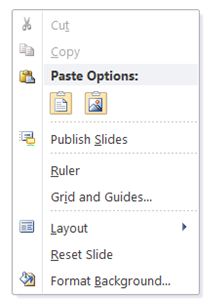 Cut
Copy
Paste Options:
Publish Slides
Ruler
Grid and Guides...
Layout
Reset Slide
Format Background...